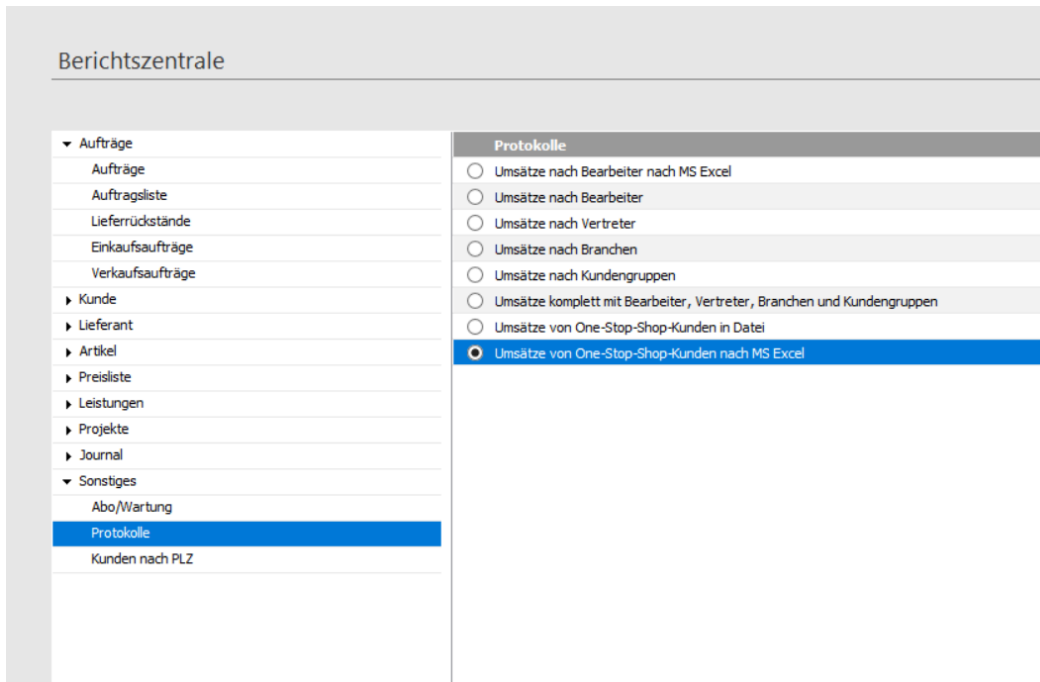 Berichtszentrale
Aufträge
Aufträge
Auftragsliste
Lieferrückstände
Einkaufsaufträge
Verkaufsaufträge
Kunde
Lieferant
Artikel
Preisliste
Leistungen
Projekte
Journal
Sonstiges
Abo/Wartung
Protokolle
Kunden nach PLZ
Protokolle
Umsätze nach Bearbeiter nach MS Excel
Umsätze nach Bearbeiter
Umsätze nach Vertreter
Umsätze nach Branchen
Umsätze nach Kundengruppen
Umsätze komplett mit Bearbeiter, Vertreter, Branchen und Kundengruppen
Umsätze von One-Stop-Shop-Kunden in Datei
Umsätze von One-Stop-Shop-Kunden nach MS Excel